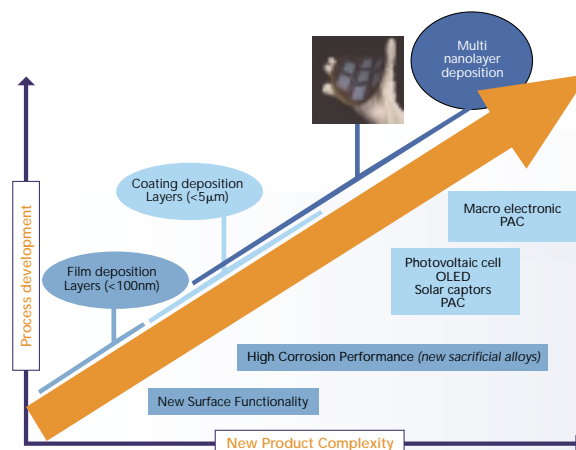 Multi
nanolayer
deposition
Coating deposition
Layers (<5µm)
Film deposition
Layers (<100nm)
Macro electronic
PAC
Photovoltaic cell
OLED
Solar captors
PAC
High Corrosion Performance (new sacrificial alloys)
New Surface Functionality
Process development
New Product Complexity